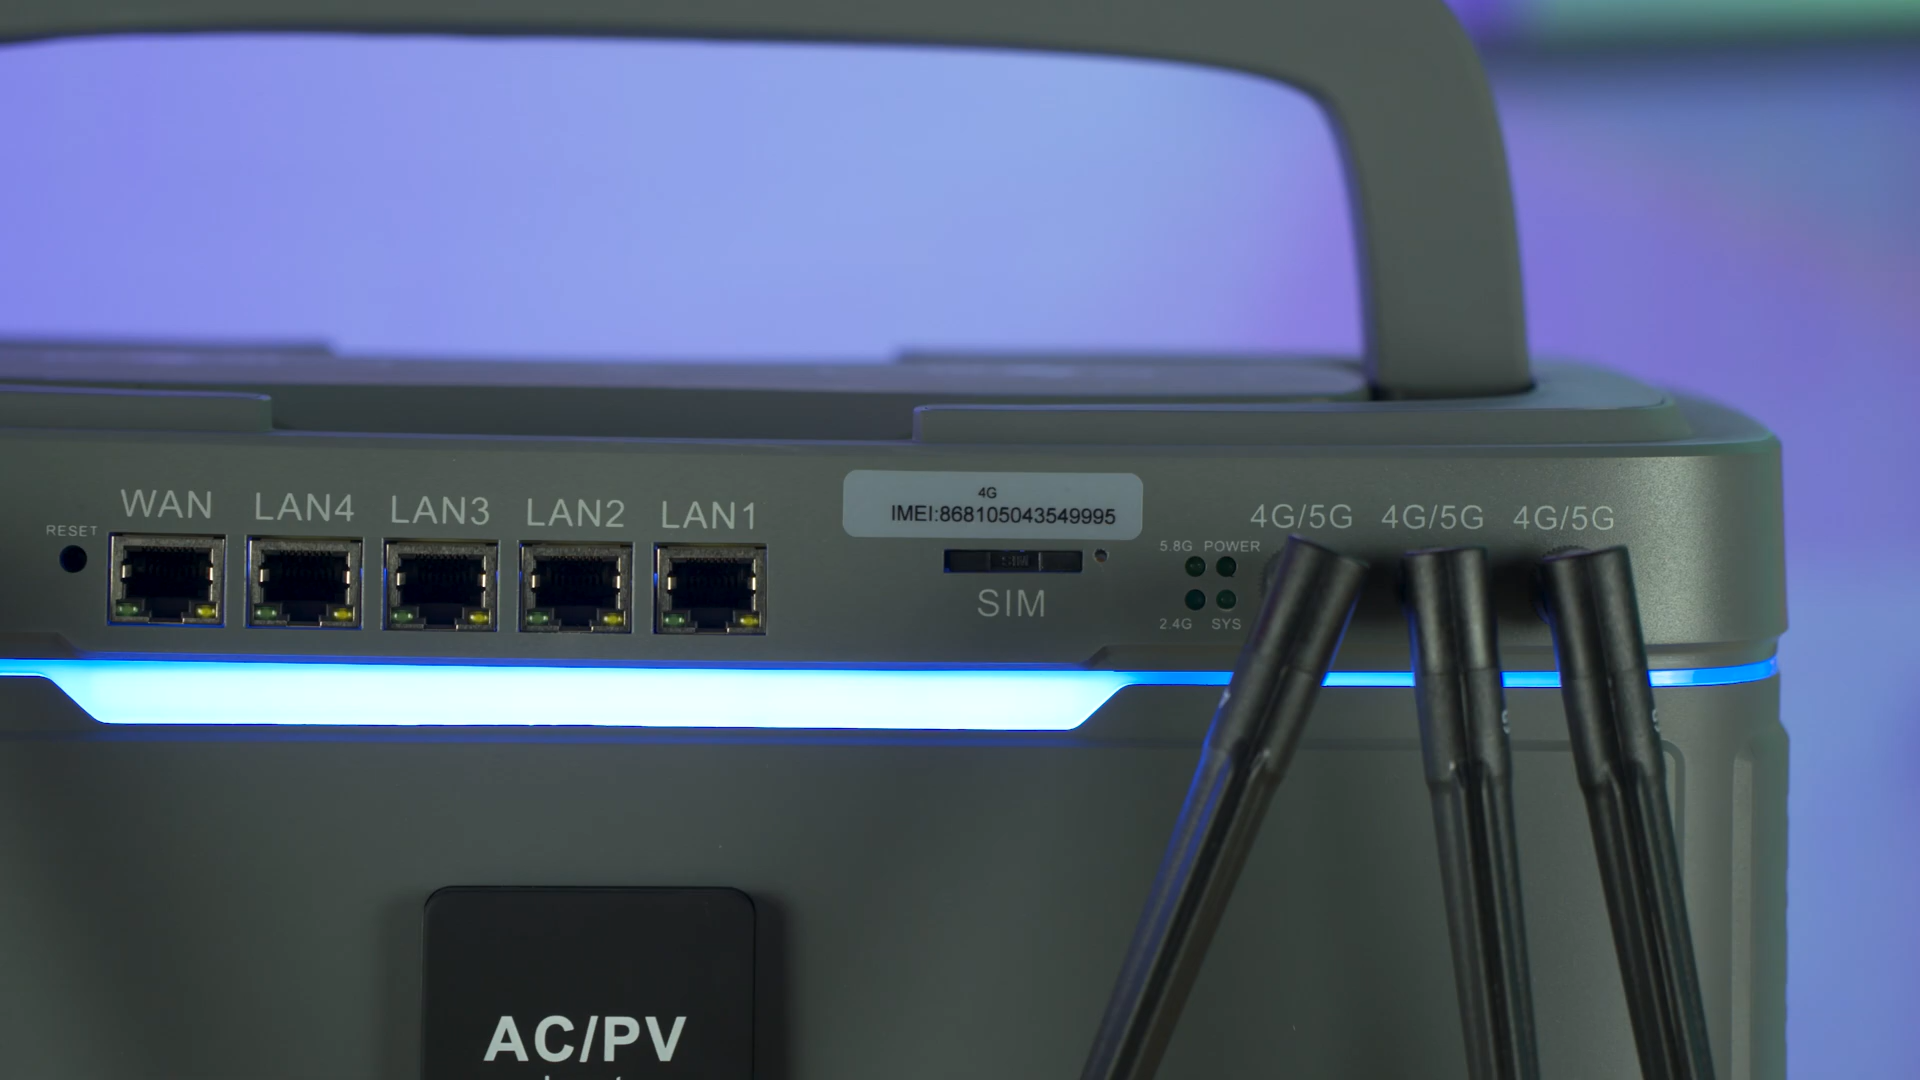 RESET
WAN
LAN4
LAN3
LAN2
LAN1
4G
IMEI:868105043549995
SIM
SIM
5.8G POWER
2.4G SYS
4G/5G
4G/5G
4G/5G
AC/PV